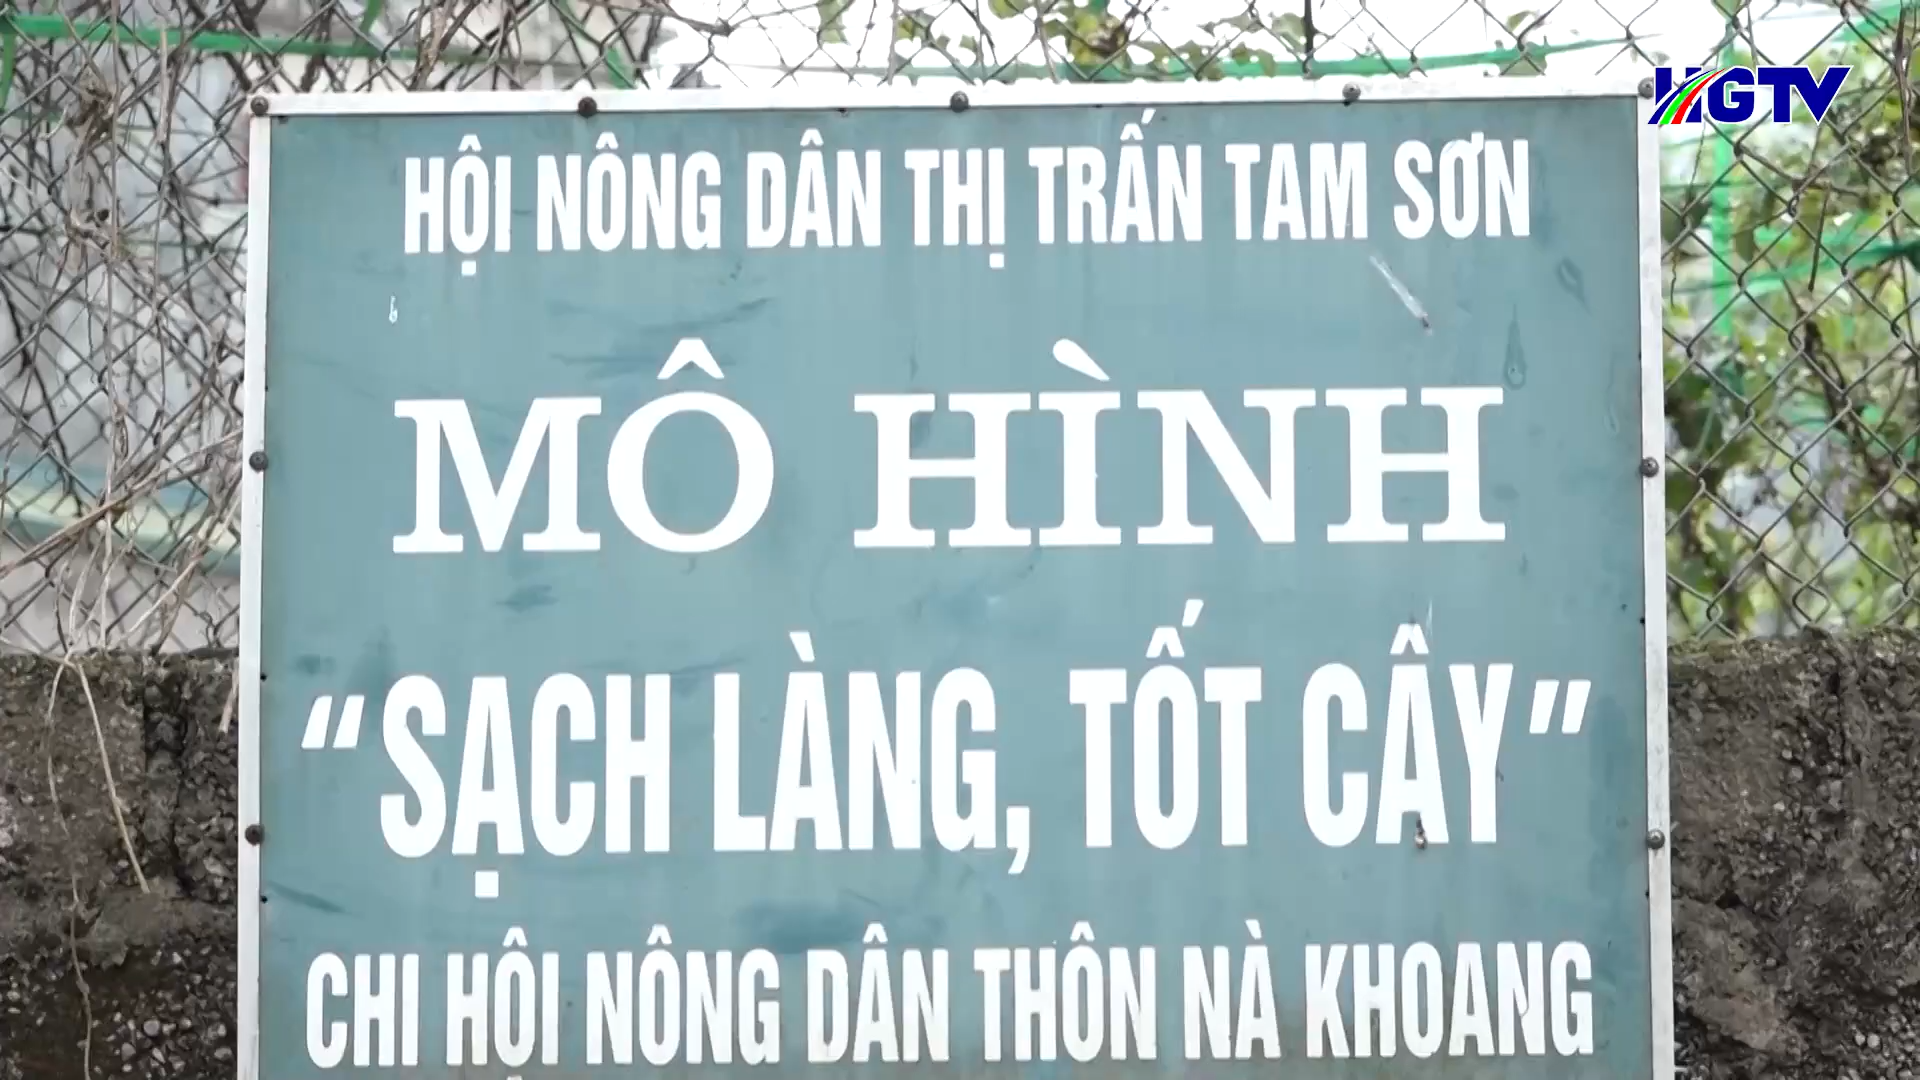 HGTV
HỘI NÔNG DÂN THỊ TRẤN TAM SƠN
MÔ HÌNH
“SẠCH LÀNG, TỐT CÂY”
CHI HỘI NÔNG DÂN THÔN NÀ KHOANG